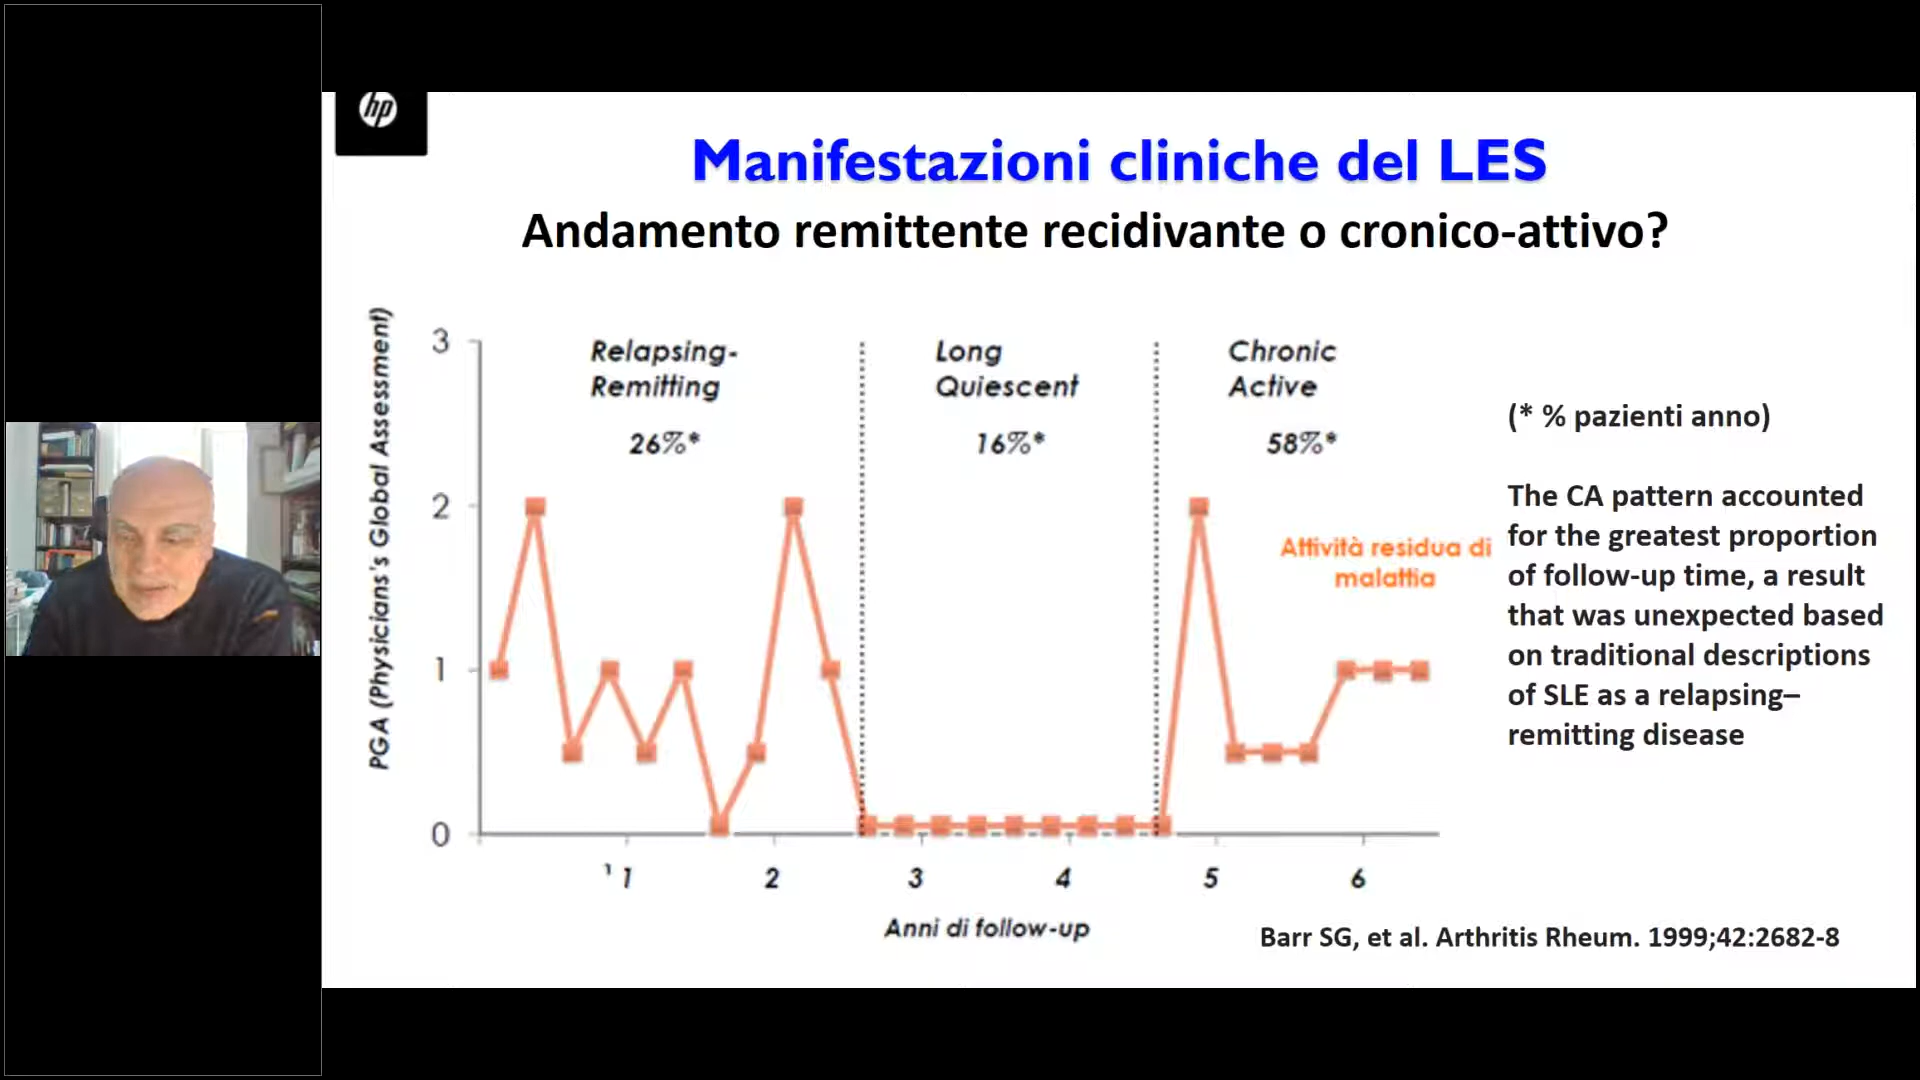 hp
Manifestazioni cliniche del LES
Andamento remittente recidivante o cronico-attivo?
PGA (Physicians's Global Assessment)
3
2
1
0
Relapsing-
Remitting
26%*
Long
Quiescent
16%*
Chronic
Active
58%*
Attività residua di
malattia
1
2
3
4
5
6
Anni di follow-up
(* % pazienti anno)
The CA pattern accounted
for the greatest proportion
of follow-up time, a result
that was unexpected based
on traditional descriptions
of SLE as a relapsing–
remitting disease
Barr SG, et al. Arthritis Rheum. 1999;42:2682-8